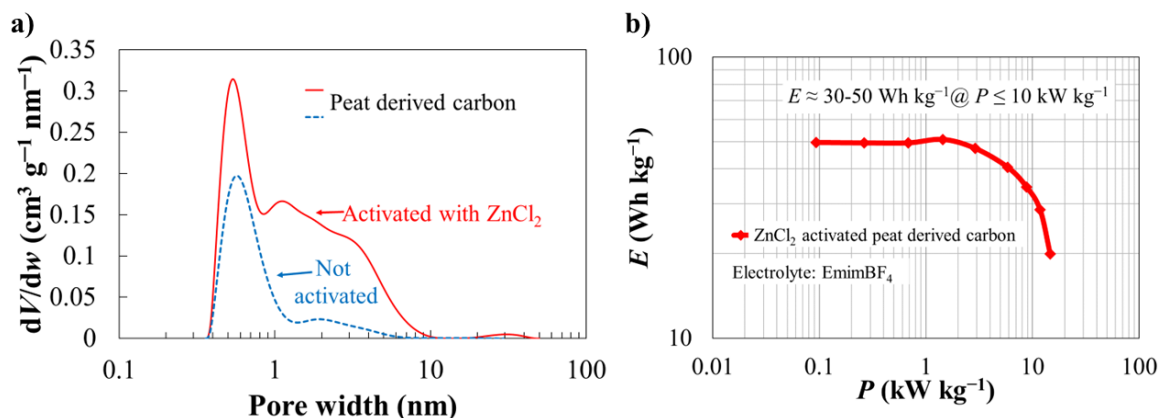 a)
dV/dw (cm³ g⁻¹ nm⁻¹)
0.35
0.3
0.25
0.2
0.15
0.1
0.05
0
Peat derived carbon
Activated with ZnCl₂
Not
activated
0.1 1 10 100
Pore width (nm)
b)
E (Wh kg⁻¹)
100
10
E ≈ 30-50 Wh kg⁻¹@ P ≤ 10 kW kg⁻¹
ZnCl₂ activated peat derived carbon
Electrolyte: EmimBF₄
0.01 0.1 1 10 100
P (kW kg⁻¹)